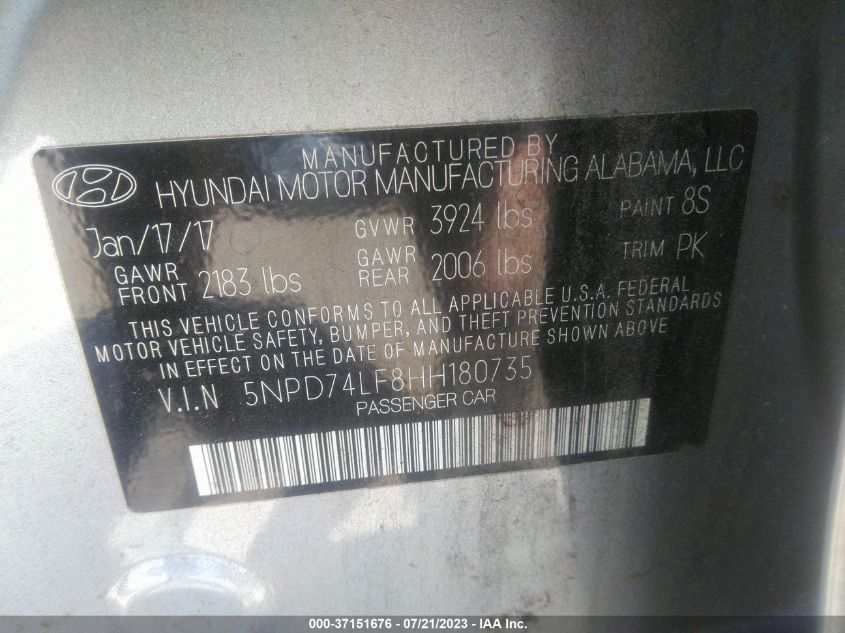 MANUFACTURED BY
HYUNDAI MOTOR MANUFACTURING ALABAMA, LLC
Jan/17/17 GVWR 3924 lbs PAINT 8S
GAWR FRONT 2183 lbs GAWR REAR 2006 lbs TRIM PK
THIS VEHICLE CONFORMS TO ALL APPLICABLE U.S.A. FEDERAL
MOTOR VEHICLE SAFETY, BUMPER, AND THEFT PREVENTION STANDARDS
IN EFFECT ON THE DATE OF MANUFACTURE SHOWN ABOVE
V.I.N 5NPD74LF8HH180735
PASSENGER CAR
000-37151676 - 07/21/2023 - IAA Inc.